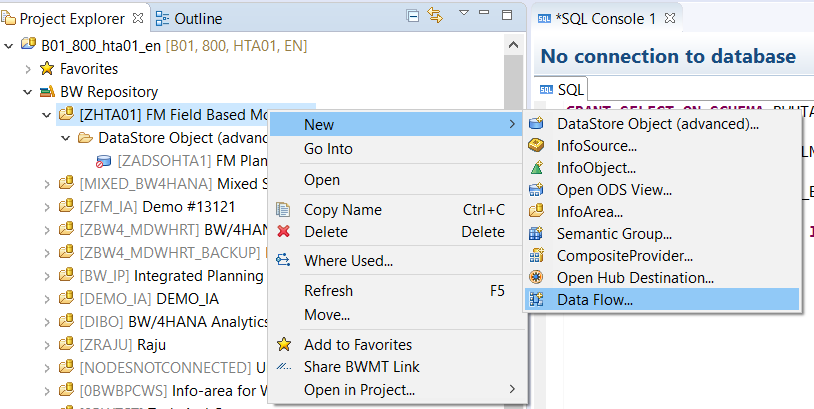 Project Explorer
Outline
B01_800_hta01_en [B01, 800, HTA01, EN]
Favorites
BW Repository
[ZHTA01] FM Field Based Mo
DataStore Object (advanc
[ZADSOHTA1] FM Plan
[MIXED_BW4HANA] Mixed S
[ZFM_IA] Demo #13121
[ZBW4_MDWHRT] BW/4HAN
[ZBW4_MDWHRT_BACKUP]
[BW_IP] Integrated Planning
[DEMO_IA] DEMO_IA
[DIBO] BW/4HANA Analytics
[ZRAJU] Raju
[NODESNOTCONNECTED] U
[0BWBPCWS] Info-area for W
New
Go Into
Open
Copy Name Ctrl+C
Delete Delete
Where Used...
Refresh F5
Move...
Add to Favorites
Share BWMT Link
Open in Project...
DataStore Object (advanced)...
InfoSource...
InfoObject...
Open ODS View...
InfoArea...
Semantic Group...
CompositeProvider...
Open Hub Destination...
Data Flow...
*SQL Console 1
No connection to database
SQL